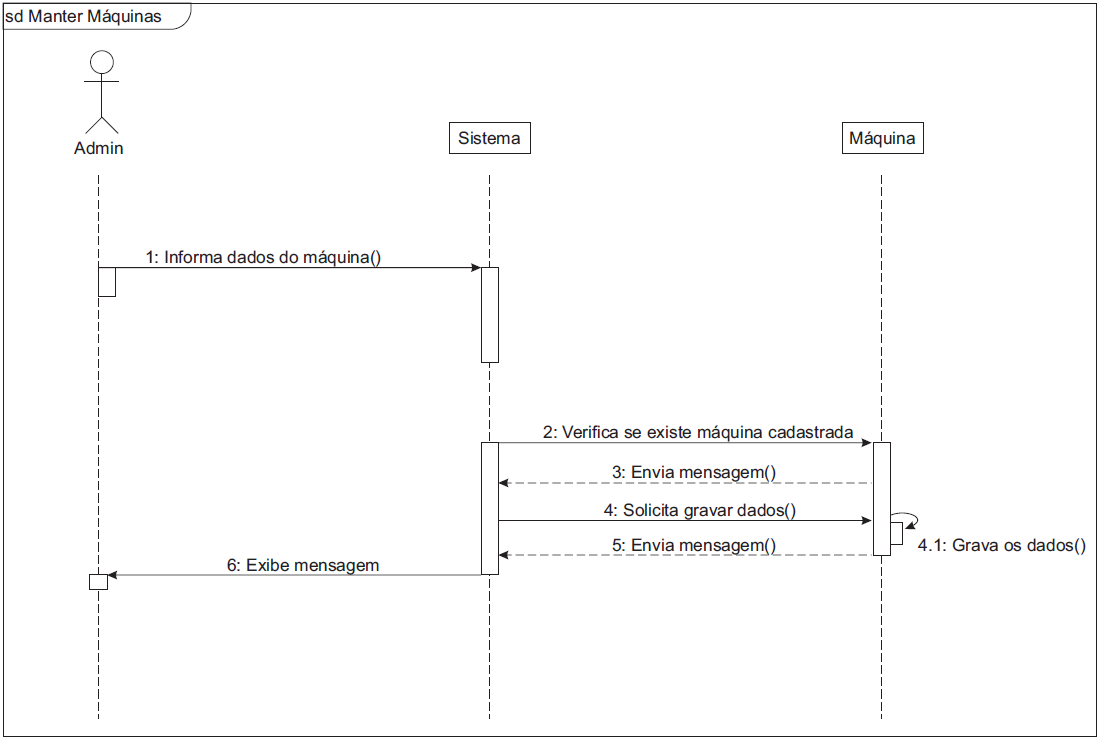 sd Manter Máquinas
Admin
Sistema
Máquina
1: Informa dados do máquina()
2: Verifica se existe máquina cadastrada
3: Envia mensagem()
4: Solicita gravar dados()
4.1: Grava os dados()
5: Envia mensagem()
6: Exibe mensagem